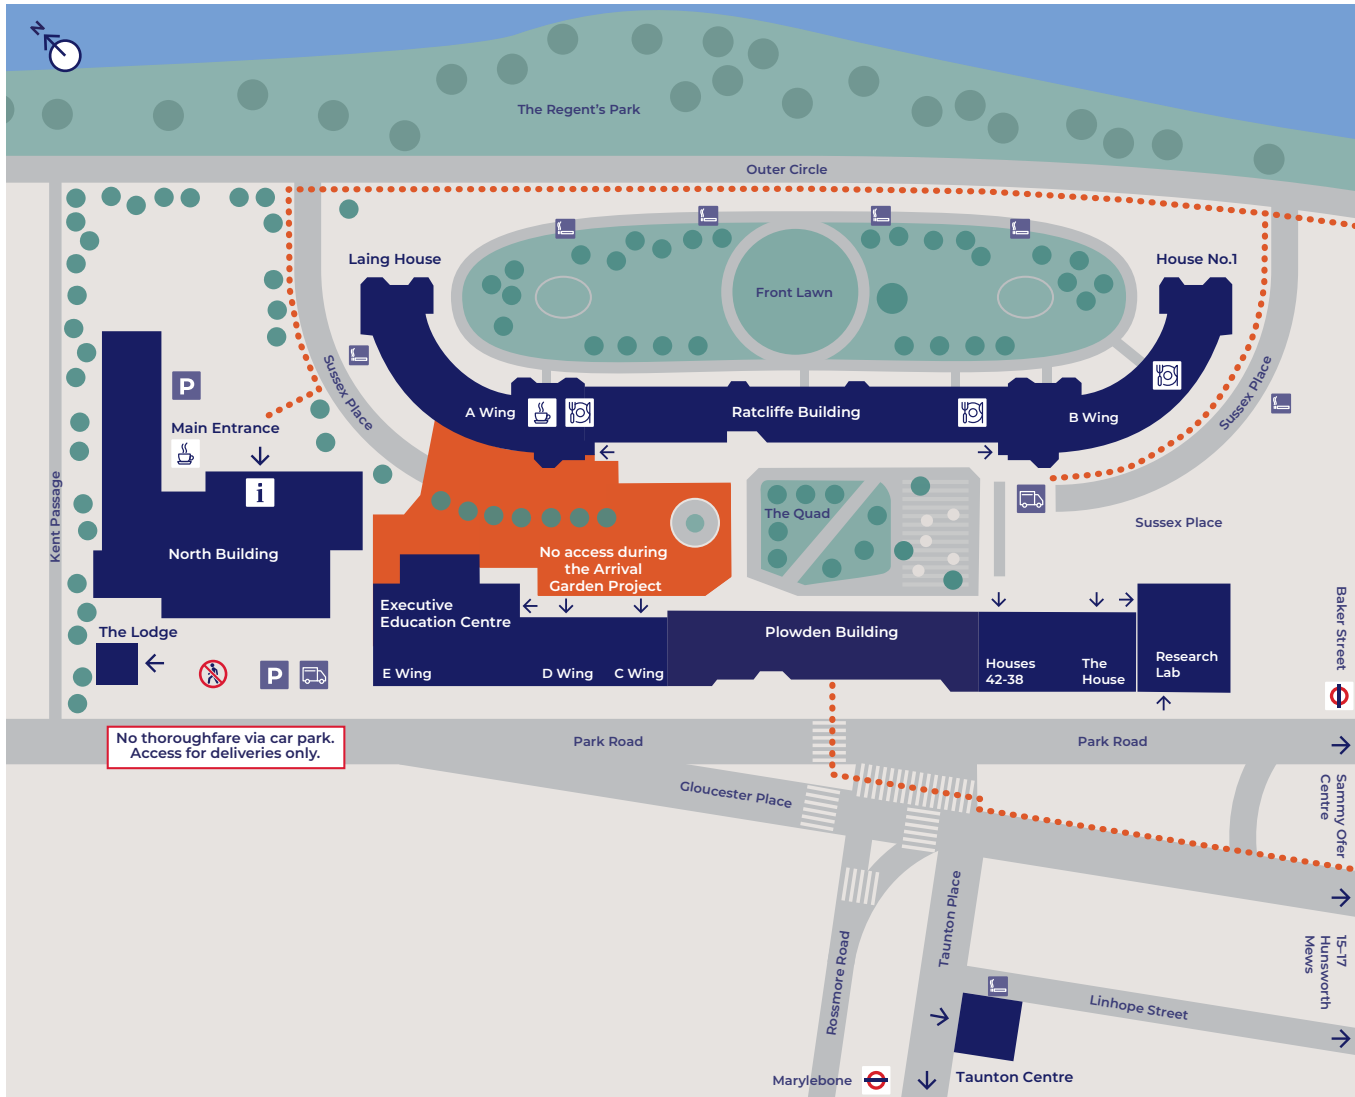 N
The Regent's Park
Outer Circle
Laing House
House No.1
Front Lawn
Sussex Place
P
A Wing
Ratcliffe Building
B Wing
Sussex Place
Main Entrance
i
Kent Passage
North Building
The Quad
Sussex Place
No access during
the Arrival
Garden Project
Executive
Education Centre
The Lodge
Plowden Building
E Wing
D Wing
C Wing
Houses
42-38
The
House
Research
Lab
Baker Street
P
No thoroughfare via car park.
Access for deliveries only.
Park Road
Park Road
Gloucester Place
Sammy Ofer
Centre
Taunton Place
Rossmore Road
15–17
Hunsworth
Mews
Linhope Street
Marylebone
Taunton Centre